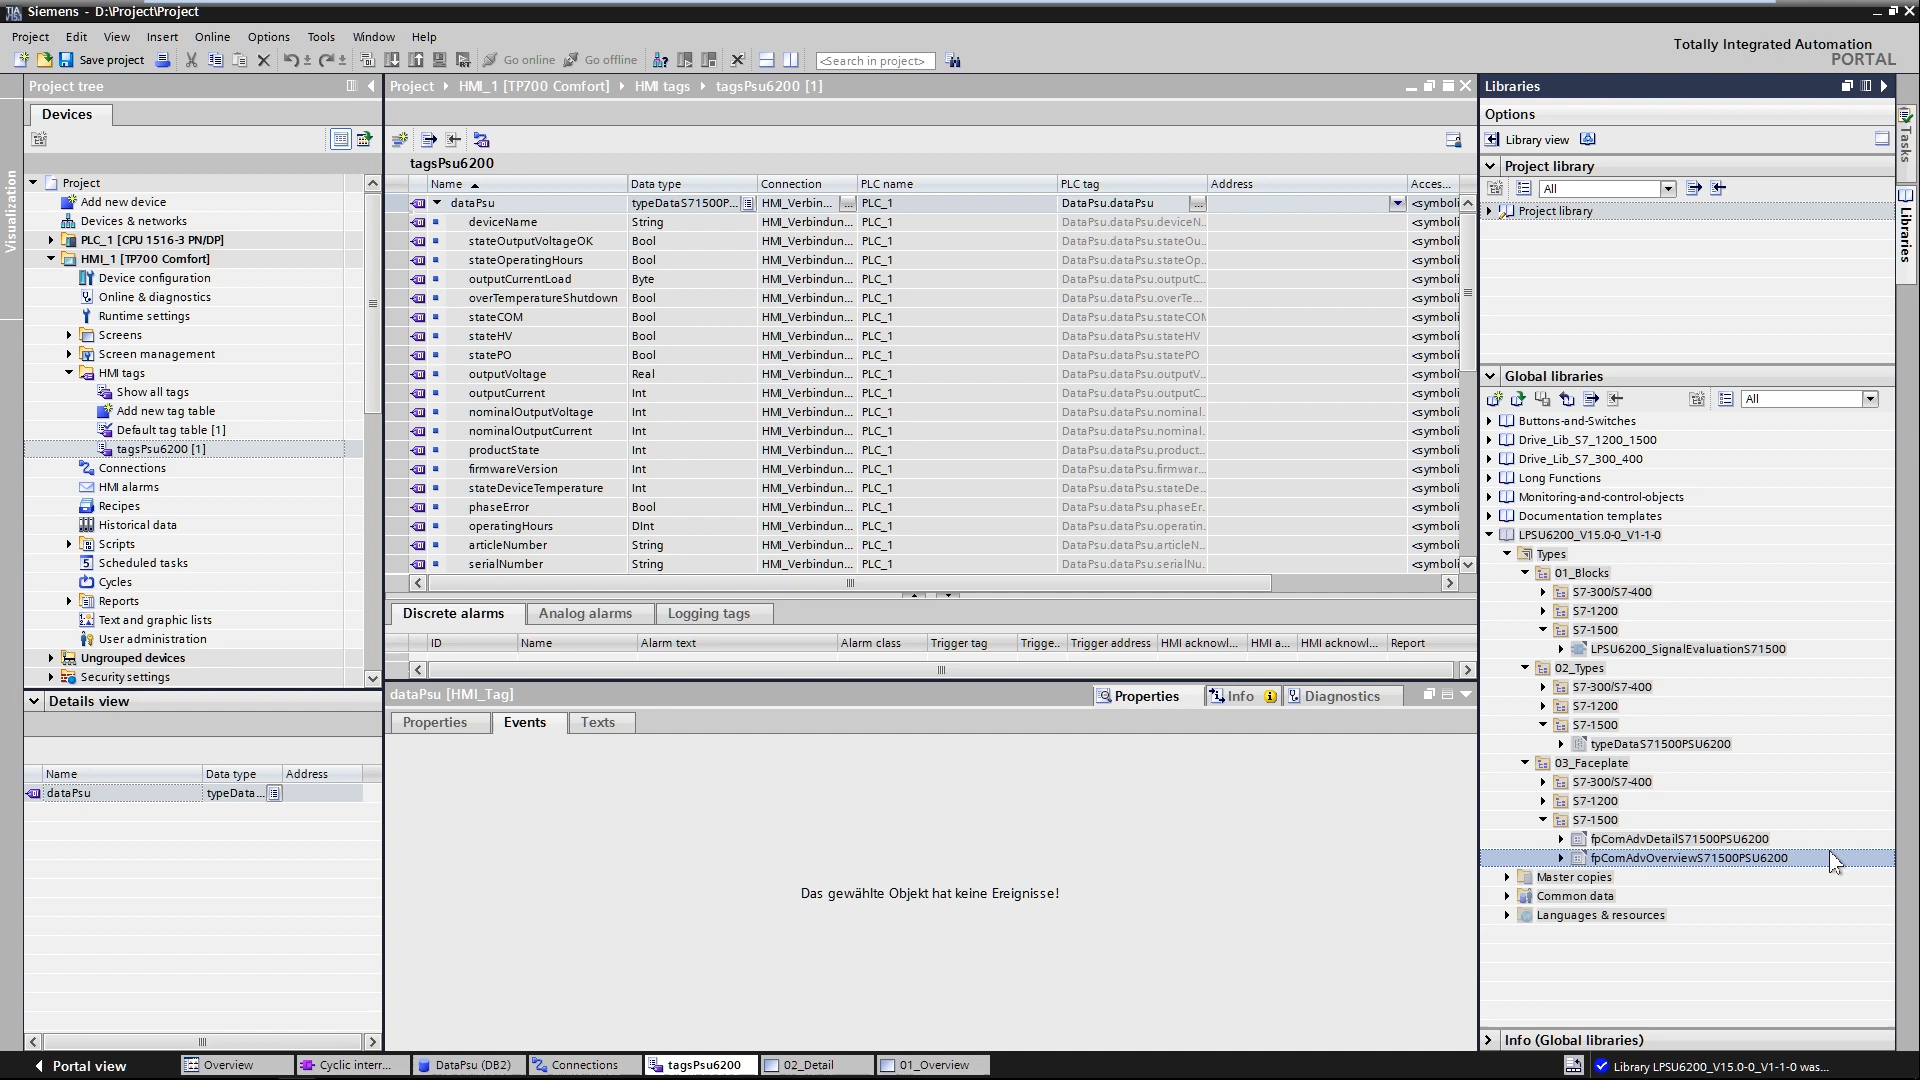 Siemens - D:\Project\Project
Project Edit View Insert Online Options Tools Window Help
Totally Integrated Automation
PORTAL
Save project
Go online
Go offline
<Search in project>
Project tree
Devices
Visualization
Project
Add new device
Devices & networks
PLC_1 [CPU 1516-3 PN/DP]
HMI_1 [TP700 Comfort]
Device configuration
Online & diagnostics
Runtime settings
Screens
Screen management
HMI tags
Show all tags
Add new tag table
Default tag table [1]
tagsPsu6200 [1]
Connections
HMI alarms
Recipes
Historical data
Scripts
Scheduled tasks
Cycles
Reports
Text and graphic lists
User administration
Ungrouped devices
Security settings
Details view
Name Data type Address
dataPsu typeData...
Project HMI_1 [TP700 Comfort] HMI tags tagsPsu6200 [1]
tagsPsu6200
Name Data type Connection PLC name PLC tag Address Acces...
dataPsu typeDataS71500P... HMI_Verbin... PLC_1 DataPsu.dataPsu <symboli
deviceName String HMI_Verbindun... PLC_1 DataPsu.dataPsu.deviceN... <symboli
stateOutputVoltageOK Bool HMI_Verbindun... PLC_1 DataPsu.dataPsu.stateOu... <symboli
stateOperatingHours Bool HMI_Verbindun... PLC_1 DataPsu.dataPsu.stateOp... <symboli
outputCurrentLoad Byte HMI_Verbindun... PLC_1 DataPsu.dataPsu.outputC... <symboli
overTemperatureShutdown Bool HMI_Verbindun... PLC_1 DataPsu.dataPsu.overTe... <symboli
stateCOM Bool HMI_Verbindun... PLC_1 DataPsu.dataPsu.stateCOM <symboli
stateHV Bool HMI_Verbindun... PLC_1 DataPsu.dataPsu.stateHV <symboli
statePO Bool HMI_Verbindun... PLC_1 DataPsu.dataPsu.statePO <symboli
outputVoltage Real HMI_Verbindun... PLC_1 DataPsu.dataPsu.outputV... <symboli
outputCurrent Int HMI_Verbindun... PLC_1 DataPsu.dataPsu.outputC... <symboli
nominalOutputVoltage Int HMI_Verbindun... PLC_1 DataPsu.dataPsu.nominal... <symboli
nominalOutputCurrent Int HMI_Verbindun... PLC_1 DataPsu.dataPsu.nominal... <symboli
productState Int HMI_Verbindun... PLC_1 DataPsu.dataPsu.product... <symboli
firmwareVersion Int HMI_Verbindun... PLC_1 DataPsu.dataPsu.firmwar... <symboli
stateDeviceTemperature Int HMI_Verbindun... PLC_1 DataPsu.dataPsu.stateDe... <symboli
phaseError Bool HMI_Verbindun... PLC_1 DataPsu.dataPsu.phaseEr... <symboli
operatingHours DInt HMI_Verbindun... PLC_1 DataPsu.dataPsu.operatin... <symboli
articleNumber String HMI_Verbindun... PLC_1 DataPsu.dataPsu.articleN... <symboli
serialNumber String HMI_Verbindun... PLC_1 DataPsu.dataPsu.serialNu... <symboli
Discrete alarms Analog alarms Logging tags
ID Name Alarm text Alarm class Trigger tag Trigge.. Trigger address HMI acknowl... HMI a... HMI acknowl... Report
dataPsu [HMI_Tag]
Properties Info Diagnostics
Properties Events Texts
Das gewählte Objekt hat keine Ereignisse!
Libraries
Options
Library view
Project library
All
Project library
Global libraries
All
Buttons-and-Switches
Drive_Lib_S7_1200_1500
Drive_Lib_S7_300_400
Long Functions
Monitoring-and-control-objects
Documentation templates
LPSU6200_V15.0-0_V1-1-0
Types
01_Blocks
S7-300/S7-400
S7-1200
S7-1500
LPSU6200_SignalEvaluationS71500
02_Types
S7-300/S7-400
S7-1200
S7-1500
typeDataS71500PSU6200
03_Faceplate
S7-300/S7-400
S7-1200
S7-1500
fpComAdvDetailS71500PSU6200
fpComAdvOverviewS71500PSU6200
Master copies
Common data
Languages & resources
Info (Global libraries)
Tasks
Libraries
Portal view Overview Cyclic interr... DataPsu (DB2) Connections tagsPsu6200 02_Detail 01_Overview
Library LPSU6200_V15.0-0_V1-1-0 was...